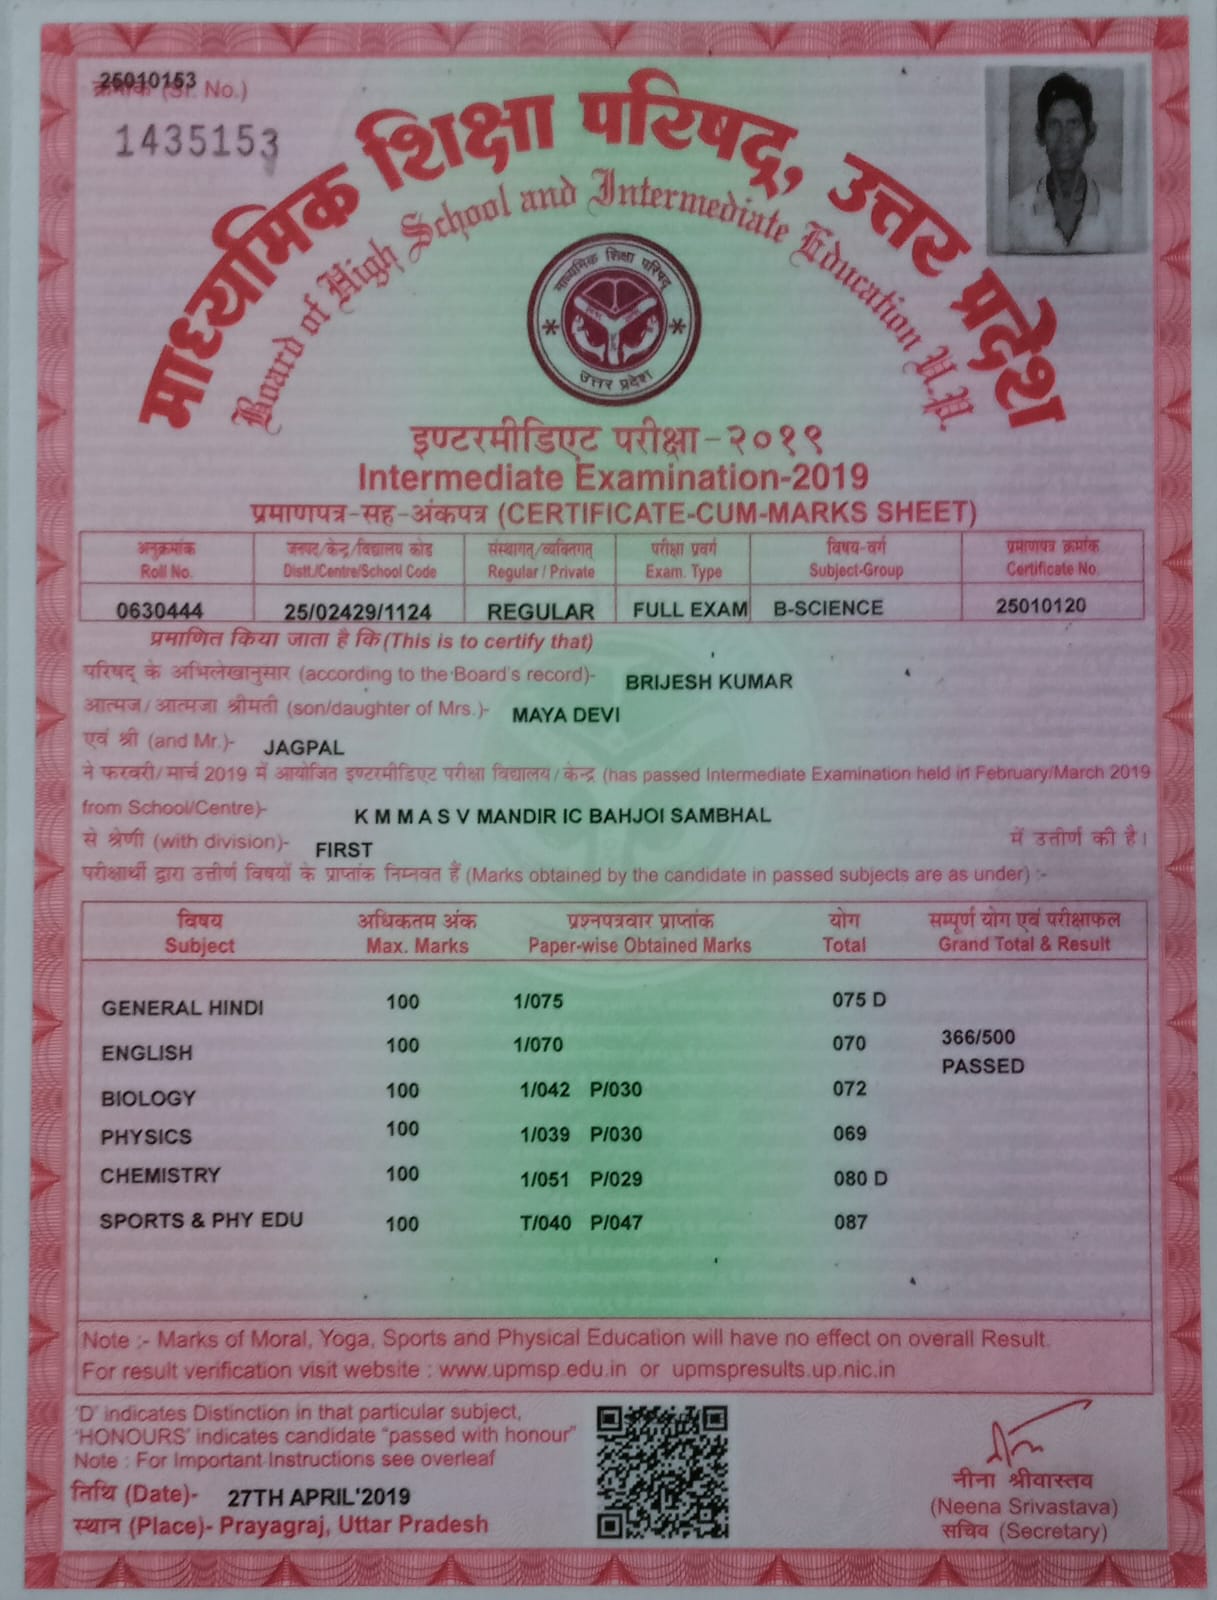 25010153
क्रमांक (Sr. No.)
1435153
माध्यमिक शिक्षा परिषद्, उत्तर प्रदेश
Board of High School and Intermediate Education U.P.
माध्यमिक शिक्षा परिषद्
उत्तर प्रदेश
इण्टरमीडिएट परीक्षा-२०१९
Intermediate Examination-2019
प्रमाणपत्र-सह-अंकपत्र (CERTIFICATE-CUM-MARKS SHEET)
अनुक्रमांक जनपद/केन्द्र/विद्यालय कोड संस्थागत/व्यक्तिगत परीक्षा प्रवर्ग विषय-वर्ग प्रमाणपत्र क्रमांक
Roll No. Distt./Centre/School Code Regular / Private Exam. Type Subject-Group Certificate No.
0630444 25/02429/1124 REGULAR FULL EXAM B-SCIENCE 25010120
प्रमाणित किया जाता है कि (This is to certify that)
परिषद् के अभिलेखानुसार (according to the Board's record)- BRIJESH KUMAR
आत्मज/आत्मजा श्रीमती (son/daughter of Mrs.)- MAYA DEVI
एवं श्री (and Mr.)- JAGPAL
ने फरवरी/मार्च 2019 में आयोजित इण्टरमीडिएट परीक्षा विद्यालय/केन्द्र (has passed Intermediate Examination held in February/March 2019
from School/Centre)- K M M A S V MANDIR IC BAHJOI SAMBHAL
से श्रेणी (with division)- FIRST में उत्तीर्ण की है।
परीक्षार्थी द्वारा उत्तीर्ण विषयों के प्राप्तांक निम्नवत हैं (Marks obtained by the candidate in passed subjects are as under) :-
विषय अधिकतम अंक प्रश्नपत्रवार प्राप्तांक योग सम्पूर्ण योग एवं परीक्षाफल
Subject Max. Marks Paper-wise Obtained Marks Total Grand Total & Result
GENERAL HINDI 100 1/075 075 D
ENGLISH 100 1/070 070 366/500
PASSED
BIOLOGY 100 1/042 P/030 072
PHYSICS 100 1/039 P/030 069
CHEMISTRY 100 1/051 P/029 080 D
SPORTS & PHY EDU 100 T/040 P/047 087
Note :- Marks of Moral, Yoga, Sports and Physical Education will have no effect on overall Result.
For result verification visit website : www.upmsp.edu.in or upmspresults.up.nic.in
'D' indicates Distinction in that particular subject,
'HONOURS' indicates candidate "passed with honour"
Note : For Important Instructions see overleaf
तिथि (Date)- 27TH APRIL'2019
स्थान (Place)- Prayagraj, Uttar Pradesh
नीना श्रीवास्तव
(Neena Srivastava)
सचिव (Secretary)